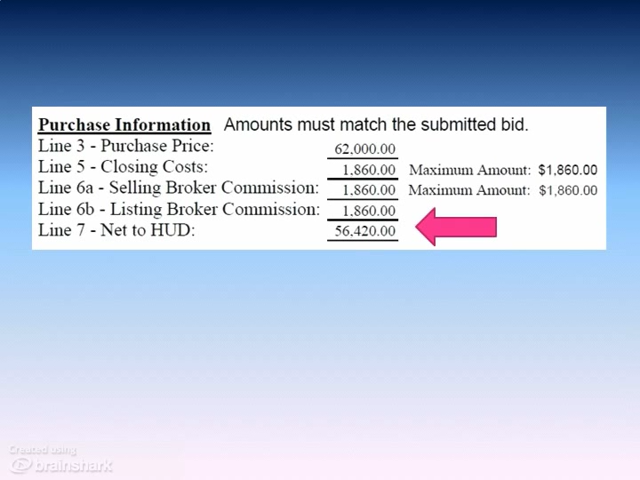 Purchase Information Amounts must match the submitted bid.
Line 3 - Purchase Price: 62,000.00
Line 5 - Closing Costs: 1,860.00 Maximum Amount: $1,860.00
Line 6a - Selling Broker Commission: 1,860.00 Maximum Amount: $1,860.00
Line 6b - Listing Broker Commission: 1,860.00
Line 7 - Net to HUD: 56,420.00
Created using
brainshark